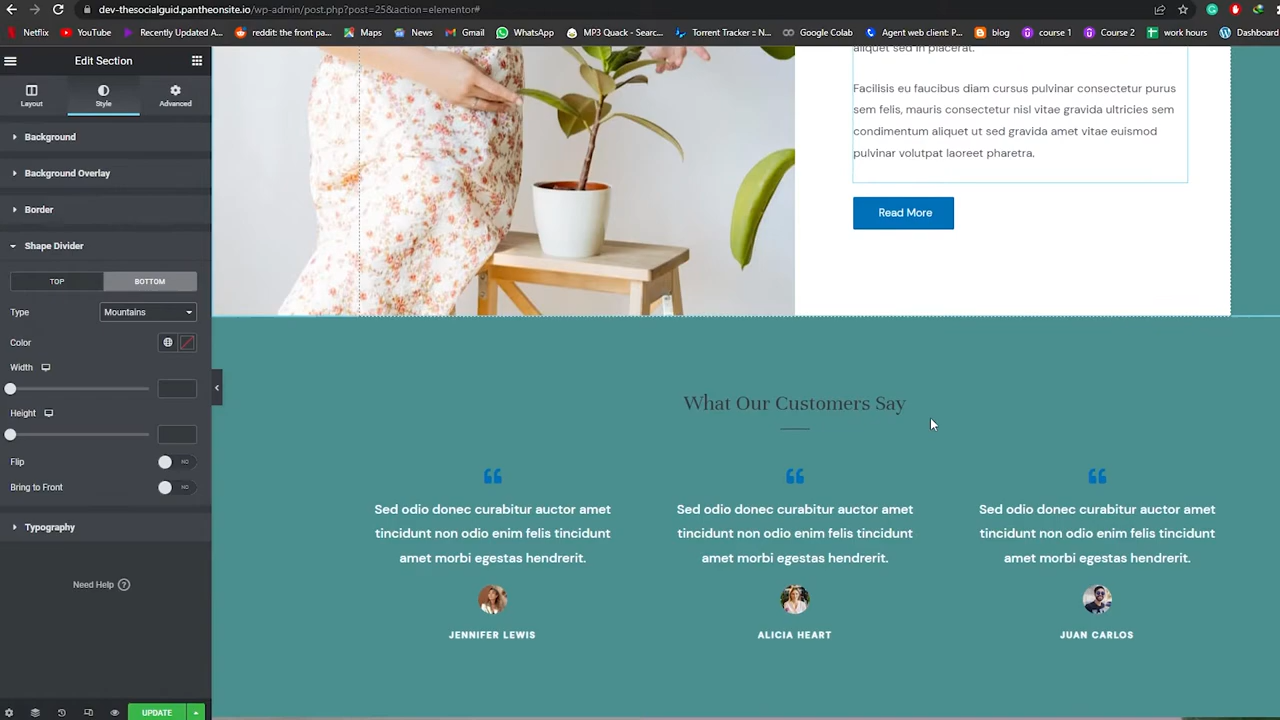 dev-thesocialguid.pantheonsite.io/wp-admin/post.php?post=25&action=elementor#
Netflix
YouTube
Recently Used | Ele...
reddit: the front pa...
Maps
News
Gmail
WhatsApp
MP3 Quack - Searc...
Torrent Tracker :: N...
Google Colab
Agent performance...
blog
course 1
Course 2
work hours
Dashboard
Edit Section
Layout
Style
Advanced
Background
Background Overlay
Border
Shape Divider
TOP
BOTTOM
Type
Mountains
Color
Width
Height
Flip
NO
Bring to Front
NO
Typography
Need Help ?
UPDATE
aliquet sed in placerat.
Facilisis eu faucibus diam cursus pulvinar consectetur purus
sem felis, mauris consectetur nisl vitae gravida ultricies sem
condimentum aliquet ut sed gravida amet vitae euismod
pulvinar volutpat laoreet pharetra.
Read More
What Our Customers Say
Sed odio donec curabitur auctor amet
tincidunt non odio enim felis tincidunt
amet morbi egestas hendrerit.
JENNIFER LEWIS
Sed odio donec curabitur auctor amet
tincidunt non odio enim felis tincidunt
amet morbi egestas hendrerit.
ALICIA HEART
Sed odio donec curabitur auctor amet
tincidunt non odio enim felis tincidunt
amet morbi egestas hendrerit.
JUAN CARLOS